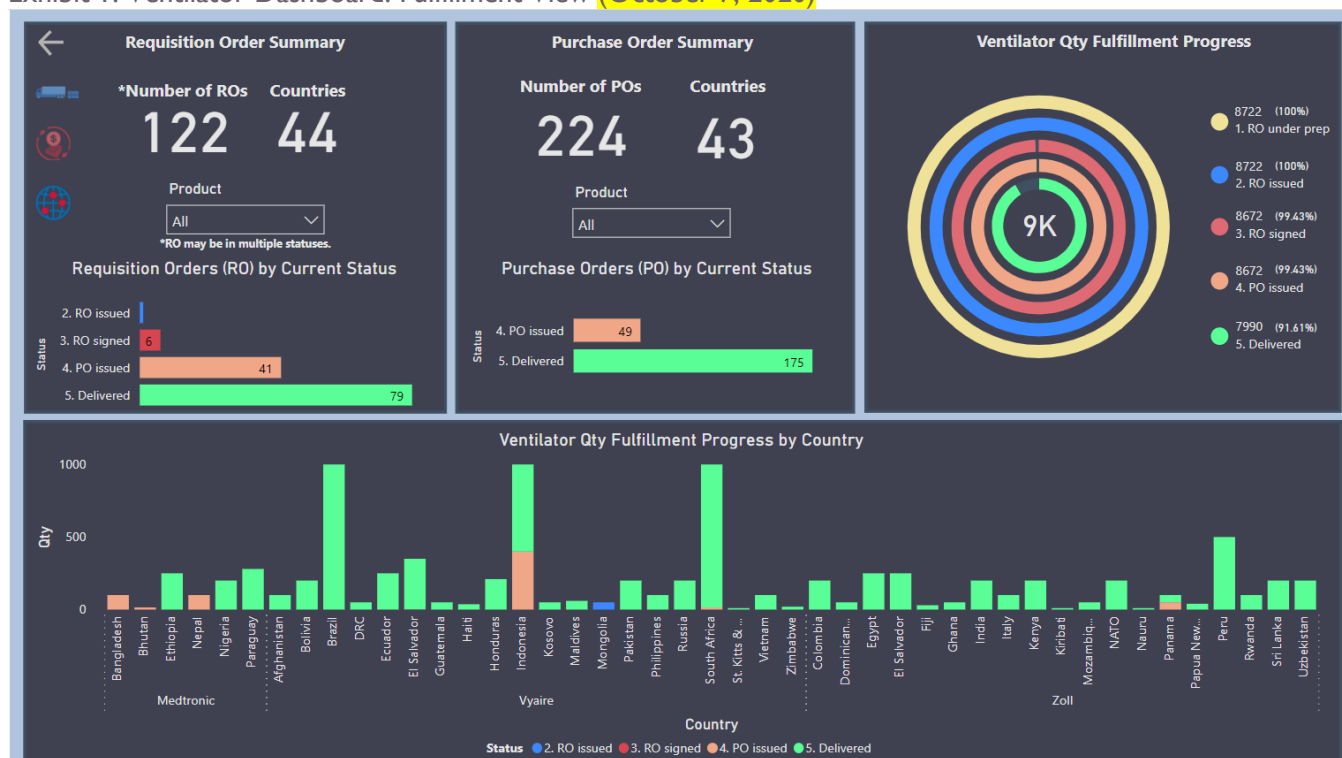 Exhibit 1. Ventilator Dashboard: Fulfillment View (October 7, 2020)
Requisition Order Summary
*Number of ROs Countries
122 44
Product
All
*RO may be in multiple statuses.
Requisition Orders (RO) by Current Status
Status
2. RO issued
3. RO signed 6
4. PO issued 41
5. Delivered 79
Purchase Order Summary
Number of POs Countries
224 43
Product
All
Purchase Orders (PO) by Current Status
Status
4. PO issued 49
5. Delivered 175
Ventilator Qty Fulfillment Progress
9K
8722 (100%)
1. RO under prep
8722 (100%)
2. RO issued
8672 (99.43%)
3. RO signed
8672 (99.43%)
4. PO issued
7990 (91.61%)
5. Delivered
Ventilator Qty Fulfillment Progress by Country
Qty
1000
500
0
Bangladesh
Bhutan
Ethiopia
Nepal
Nigeria
Paraguay
Afghanistan
Bolivia
Brazil
DRC
Ecuador
El Salvador
Guatemala
Haiti
Honduras
Indonesia
Kosovo
Maldives
Mongolia
Pakistan
Philippines
Russia
South Africa
St. Kitts & ...
Vietnam
Zimbabwe
Colombia
Dominican...
Egypt
El Salvador
Fiji
Ghana
India
Italy
Kenya
Kiribati
Mozambiq...
NATO
Nauru
Panama
Papua New...
Peru
Rwanda
Sri Lanka
Uzbekistan
Medtronic Vyaire Zoll
Country
Status 2. RO issued 3. RO signed 4. PO issued 5. Delivered